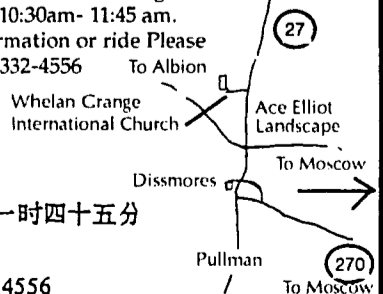 10:30am- 11:45 am.
rmation or ride Please
332-4556
To Albion
27
Whelan Grange
International Church
Ace Elliot
Landscape
To Moscow
Dissmores
一时四十五分
Pullman
270
4556
To Moscow